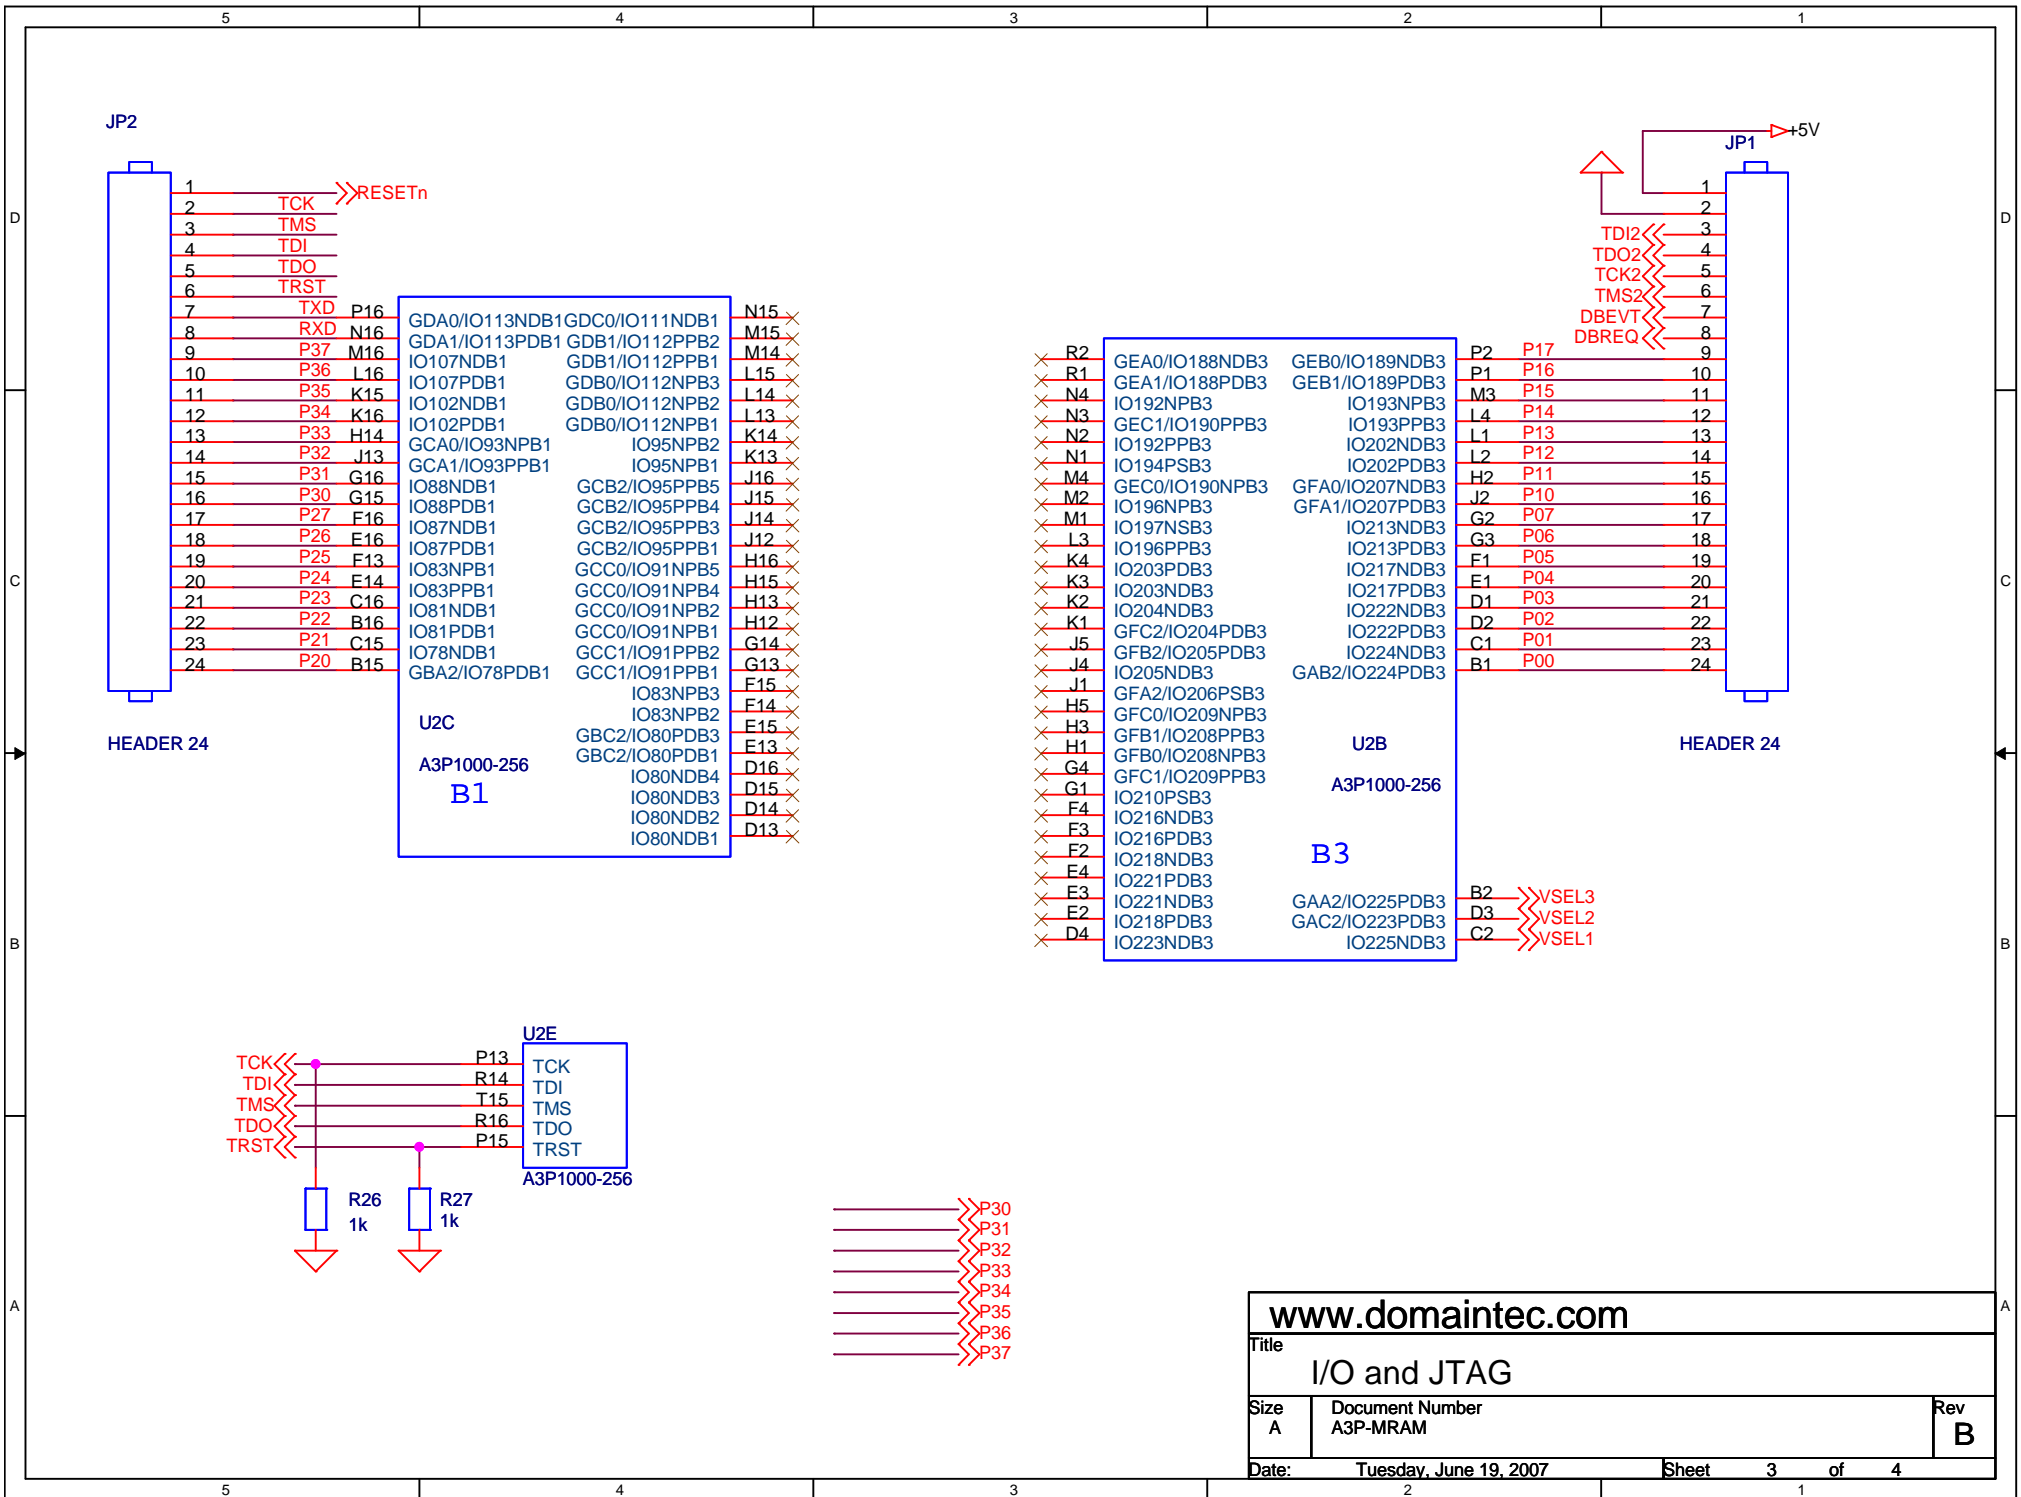 5 4 3 2 1
JP2
1 RESETn
2 TCK
3 TMS
4 TDI
5 TDO
6 TRST
7 TXD P16
8 RXD N16
9 P37 M16
10 P36 L16
11 P35 K15
12 P34 K16
13 P33 H14
14 P32 J13
15 P31 G16
16 P30 G15
17 P27 F16
18 P26 E16
19 P25 F13
20 P24 E14
21 P23 C16
22 P22 B16
23 P21 C15
24 P20 B15
HEADER 24
GDA0/IO113NDB1 GDC0/IO111NDB1 N15
GDA1/IO113PDB1 GDB1/IO112PPB2 M15
IO107NDB1 GDB1/IO112PPB1 M14
IO107PDB1 GDB0/IO112NPB3 L15
IO102NDB1 GDB0/IO112NPB2 L14
IO102PDB1 GDB0/IO112NPB1 L13
GCA0/IO93NPB1 IO95NPB2 K14
GCA1/IO93PPB1 IO95NPB1 K13
IO88NDB1 GCB2/IO95PPB5 J16
IO88PDB1 GCB2/IO95PPB4 J15
IO87NDB1 GCB2/IO95PPB3 J14
IO87PDB1 GCB2/IO95PPB1 J12
IO83NPB1 GCC0/IO91NPB5 H16
IO83PPB1 GCC0/IO91NPB4 H15
IO81NDB1 GCC0/IO91NPB2 H13
IO81PDB1 GCC0/IO91NPB1 H12
IO78NDB1 GCC1/IO91PPB2 G14
GBA2/IO78PDB1 GCC1/IO91PPB1 G13
IO83NPB3 F15
IO83NPB2 F14
GBC2/IO80PDB3 E15
GBC2/IO80PDB1 E13
IO80NDB4 D16
IO80NDB3 D15
IO80NDB2 D14
IO80NDB1 D13
U2C
A3P1000-256
B1
+5V
JP1
1
2
TDI2 3
TDO2 4
TCK2 5
TMS2 6
DBEVT 7
DBREQ 8
R2 GEA0/IO188NDB3 GEB0/IO189NDB3 P2 P17 9
R1 GEA1/IO188PDB3 GEB1/IO189PDB3 P1 P16 10
N4 IO192NPB3 IO193NPB3 M3 P15 11
N3 GEC1/IO190PPB3 IO193PPB3 L4 P14 12
N2 IO192PPB3 IO202NDB3 L1 P13 13
N1 IO194PSB3 IO202PDB3 L2 P12 14
M4 GEC0/IO190NPB3 GFA0/IO207NDB3 H2 P11 15
M2 IO196NPB3 GFA1/IO207PDB3 J2 P10 16
M1 IO197NSB3 IO213NDB3 G2 P07 17
L3 IO196PPB3 IO213PDB3 G3 P06 18
K4 IO203PDB3 IO217NDB3 F1 P05 19
K3 IO203NDB3 IO217PDB3 E1 P04 20
K2 IO204NDB3 IO222NDB3 D1 P03 21
K1 GFC2/IO204PDB3 IO222PDB3 D2 P02 22
J5 GFB2/IO205PDB3 IO224NDB3 C1 P01 23
J4 IO205NDB3 GAB2/IO224PDB3 B1 P00 24
J1 GFA2/IO206PSB3
H5 GFC0/IO209NPB3
H3 GFB1/IO208PPB3
H1 GFB0/IO208NPB3
G4 GFC1/IO209PPB3
G1 IO210PSB3
F4 IO216NDB3
F3 IO216PDB3
F2 IO218NDB3
E4 IO221PDB3
E3 IO221NDB3 GAA2/IO225PDB3 B2 VSEL3
E2 IO218PDB3 GAC2/IO223PDB3 D3 VSEL2
D4 IO223NDB3 IO225NDB3 C2 VSEL1
U2B
A3P1000-256
B3
HEADER 24
U2E
TCK P13 TCK
TDI R14 TDI
TMS T15 TMS
TDO R16 TDO
TRST P15 TRST
A3P1000-256
R26
1k
R27
1k
P30
P31
P32
P33
P34
P35
P36
P37
D D
C C
B B
A A
www.domaintec.com
Title
I/O and JTAG
Size
A
Document Number
A3P-MRAM
Rev
B
Date: Tuesday, June 19, 2007 Sheet 3 of 4
5 4 3 2 1